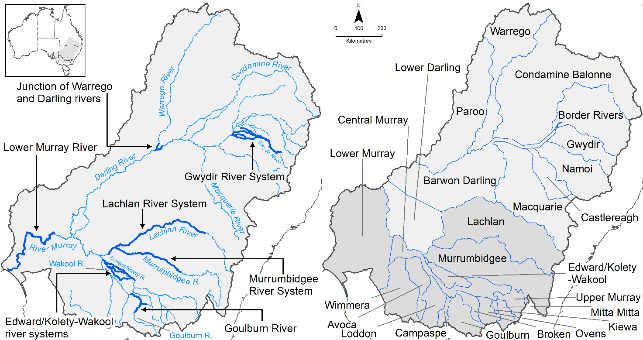 Junction of Warrego
and Darling rivers
Lower Murray River
Warrego River
Condamine River
Darling River
Gwydir River System
Lachlan River System
Macquarie River
Lachlan River
River Murray
Wakool R.
Murrumbidgee R.
Murrumbidgee
River System
Edward/Kolety-Wakool
river systems
Goulburn River
Goulburn R.
0 100 200
Kilometres
Warrego
Lower Darling
Condamine Balonne
Central Murray
Paroo
Border Rivers
Lower Murray
Gwydir
Namoi
Barwon Darling
Macquarie
Castlereagh
Lachlan
Murrumbidgee
Edward/Kolety
-Wakool
Wimmera
Upper Murray
Avoca
Mitta Mitta
Loddon
Campaspe
Kiewa
Goulburn
Broken
Ovens